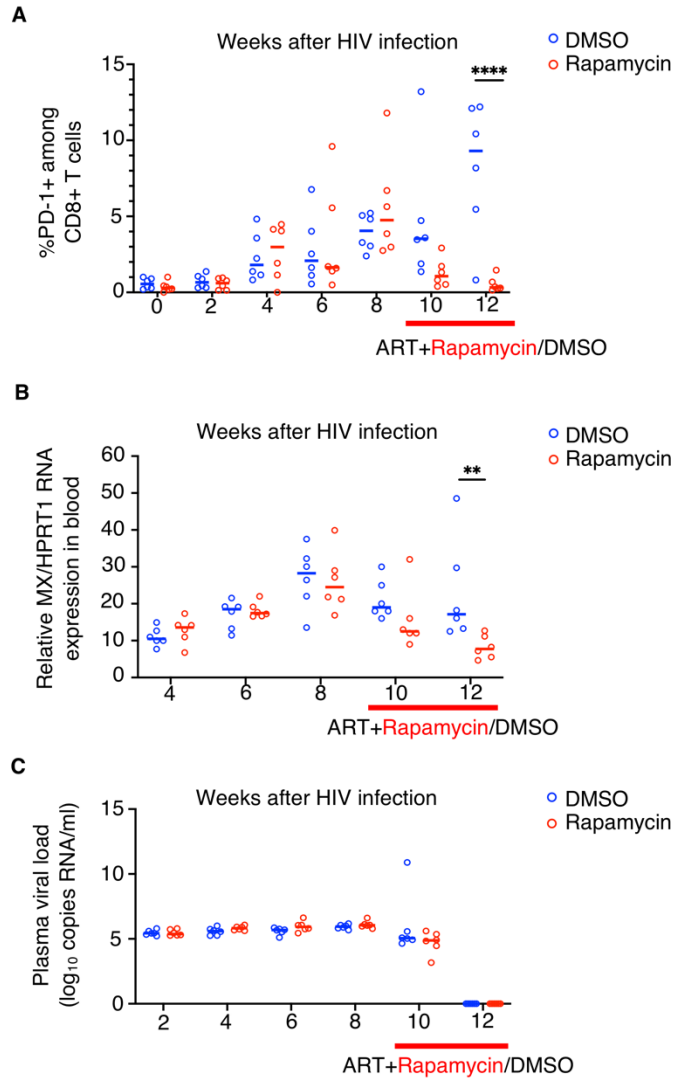 A
Weeks after HIV infection
DMSO
Rapamycin
%PD-1+ among
CD8+ T cells
15
10
5
0
****
0 2 4 6 8 10 12
ART+Rapamycin/DMSO
B
Weeks after HIV infection
DMSO
Rapamycin
Relative MX/HPRT1 RNA
expression in blood
60
50
40
30
20
10
0
**
4 6 8 10 12
ART+Rapamycin/DMSO
C
Weeks after HIV infection
DMSO
Rapamycin
Plasma viral load
(log₁₀ copies RNA/ml)
15
10
5
0
2 4 6 8 10 12
ART+Rapamycin/DMSO